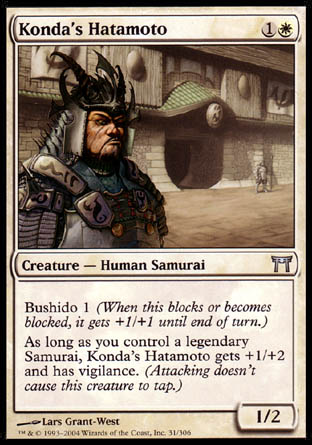 Konda's Hatamoto 1
Creature — Human Samurai
Bushido 1 (When this blocks or becomes
blocked, it gets +1/+1 until end of turn.)
As long as you control a legendary
Samurai, Konda's Hatamoto gets +1/+2
and has vigilance. (Attacking doesn't
cause this creature to tap.)
Lars Grant-West
™ & © 1993–2004 Wizards of the Coast, Inc. 31/306
1/2